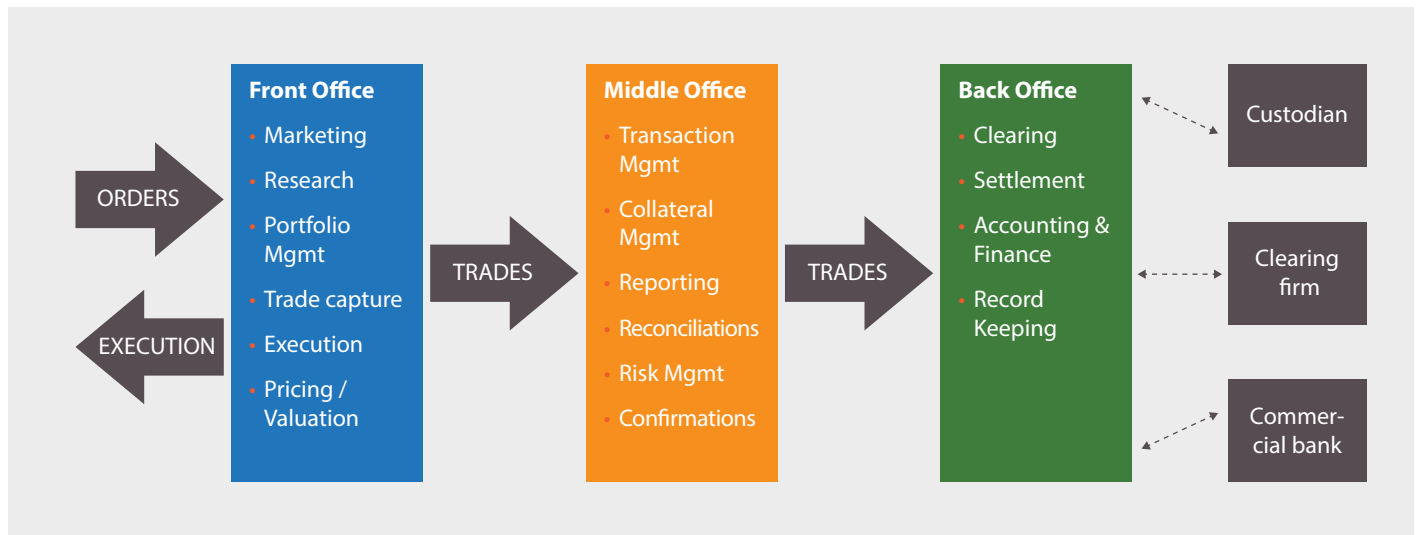 ORDERS
EXECUTION
Front Office
• Marketing
• Research
• Portfolio
Mgmt
• Trade capture
• Execution
• Pricing /
Valuation
TRADES
Middle Office
• Transaction
Mgmt
• Collateral
Mgmt
• Reporting
• Reconciliations
• Risk Mgmt
• Confirmations
TRADES
Back Office
• Clearing
• Settlement
• Accounting &
Finance
• Record
Keeping
Custodian
Clearing
firm
Commer-
cial bank